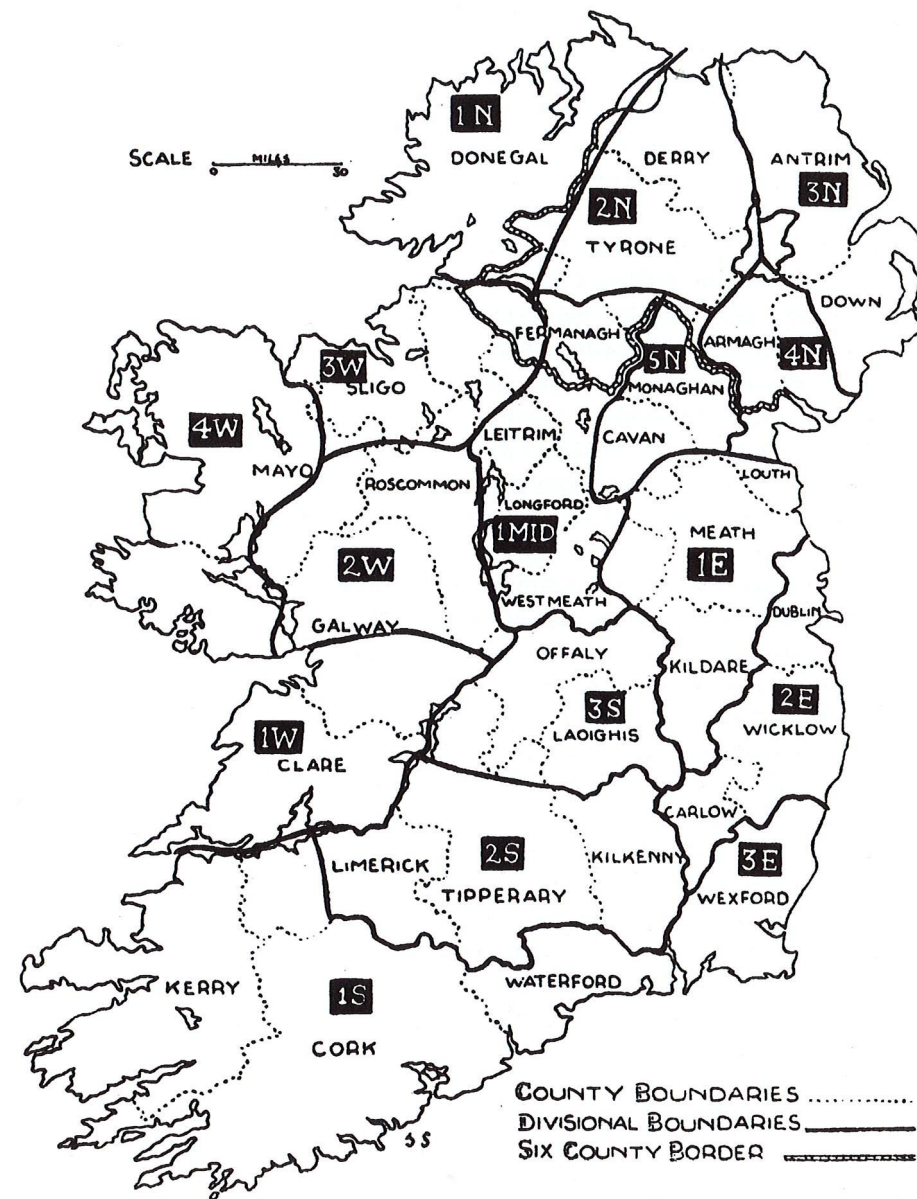 1N
SCALE
MILES
0 30
DONEGAL
DERRY
ANTRIM
2N
3N
TYRONE
DOWN
FERMANAGH
ARMAGH
4N
5N
MONAGHAN
3W
SLIGO
4W
LEITRIM
CAVAN
MAYO
ROSCOMMON
LOUTH
LONGFORD
1MID
MEATH
1E
2W
WESTMEATH
DUBLIN
GALWAY
OFFALY
KILDARE
3S
2E
LAOIGHIS
WICKLOW
1W
CLARE
CARLOW
2S
LIMERICK
KILKENNY
3E
TIPPERARY
WEXFORD
KERRY
1S
WATERFORD
CORK
SS
COUNTY BOUNDARIES
DIVISIONAL BOUNDARIES
SIX COUNTY BORDER